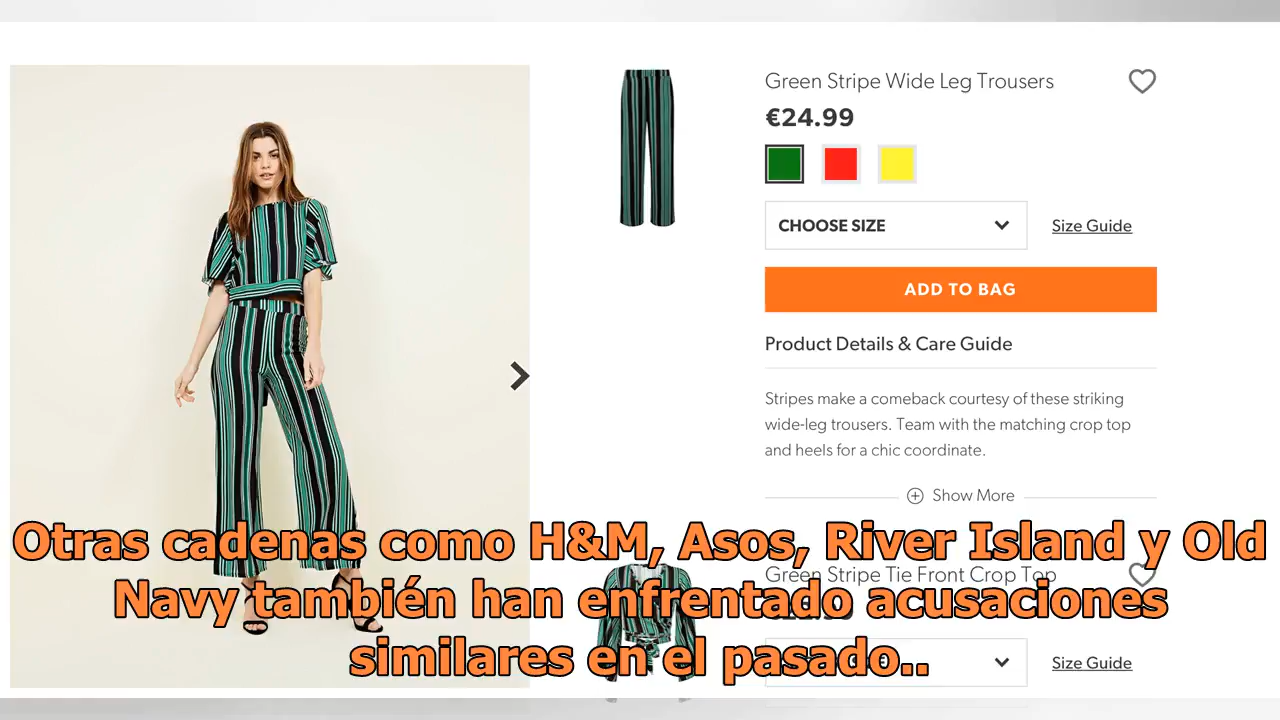 Green Stripe Wide Leg Trousers
€24.99
CHOOSE SIZE
Size Guide
ADD TO BAG
Product Details & Care Guide
Stripes make a comeback courtesy of these striking
wide-leg trousers. Team with the matching crop top
and heels for a chic coordinate.
Show More
Otras cadenas como H&M, Asos, River Island y Old
Navy también han enfrentado acusaciones
similares en el pasado..
Green Stripe Tie Front Crop Top
Size Guide